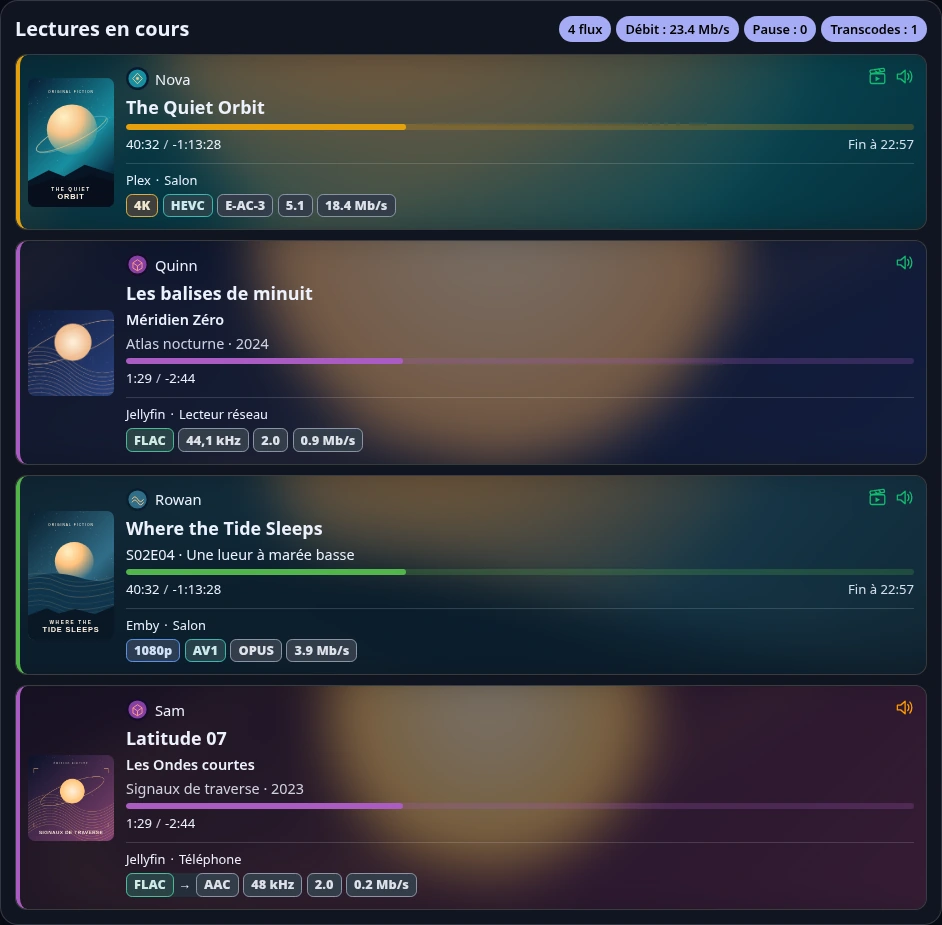 Lectures en cours
4 flux
Débit : 23.4 Mb/s
Pause : 0
Transcodes : 1
ORIGINAL FICTION
THE QUIET
ORBIT
Nova
The Quiet Orbit
40:32 / -1:13:28
Fin à 22:57
Plex · Salon
4K
HEVC
E-AC-3
5.1
18.4 Mb/s
Quinn
Les balises de minuit
Méridien Zéro
Atlas nocturne · 2024
1:29 / -2:44
Jellyfin · Lecteur réseau
FLAC
44,1 kHz
2.0
0.9 Mb/s
ORIGINAL FICTION
WHERE THE
TIDE SLEEPS
Rowan
Where the Tide Sleeps
S02E04 · Une lueur à marée basse
40:32 / -1:13:28
Fin à 22:57
Emby · Salon
1080p
AV1
OPUS
3.9 Mb/s
SIGNAUX DE TRAVERSE
Sam
Latitude 07
Les Ondes courtes
Signaux de traverse · 2023
1:29 / -2:44
Jellyfin · Téléphone
FLAC → AAC
48 kHz
2.0
0.2 Mb/s